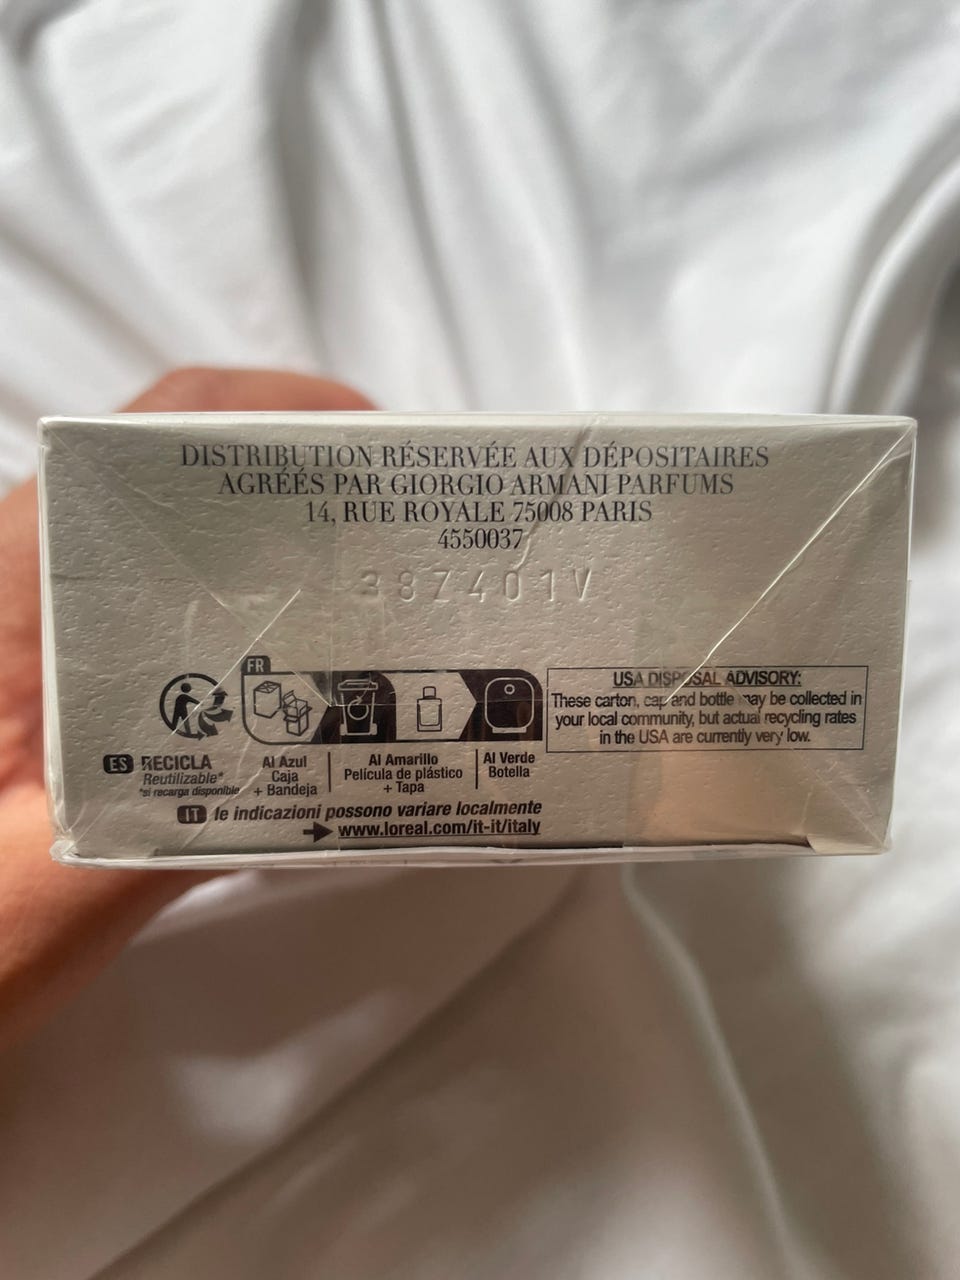 DISTRIBUTION RÉSERVÉE AUX DÉPOSITAIRES
AGRÉÉS PAR GIORGIO ARMANI PARFUMS
14, RUE ROYALE 75008 PARIS
4550037
38Z401V
FR
ES RECICLA
Reutilizable*
*si recarga disponible
Al Azul
Caja
+ Bandeja
Al Amarillo
Película de plástico
+ Tapa
Al Verde
Botella
IT le indicazioni possono variare localmente
www.loreal.com/it-it/italy
USA DISPOSAL ADVISORY:
These carton, cap and bottle may be collected in
your local community, but actual recycling rates
in the USA are currently very low.